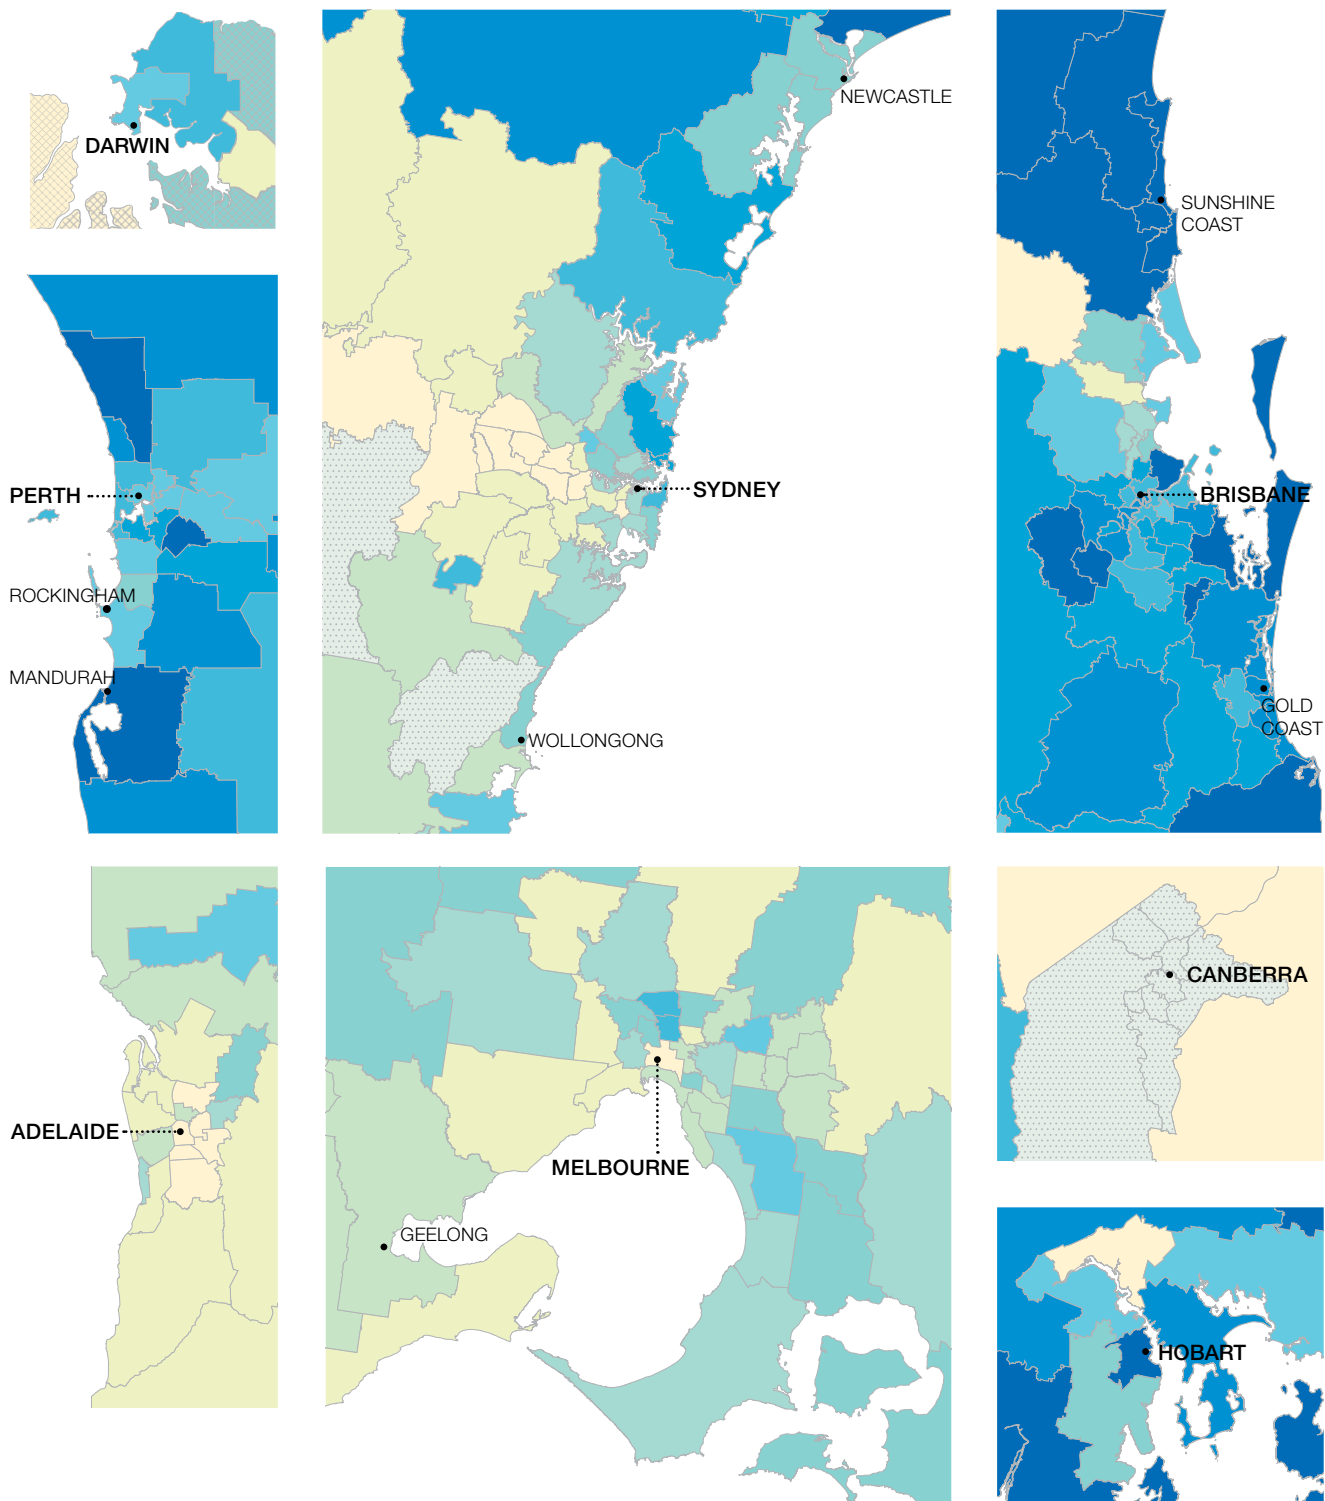 DARWIN
NEWCASTLE
SUNSHINE
COAST
PERTH
SYDNEY
BRISBANE
ROCKINGHAM
MANDURAH
GOLD
COAST
WOLLONGONG
ADELAIDE
MELBOURNE
GEELONG
CANBERRA
HOBART